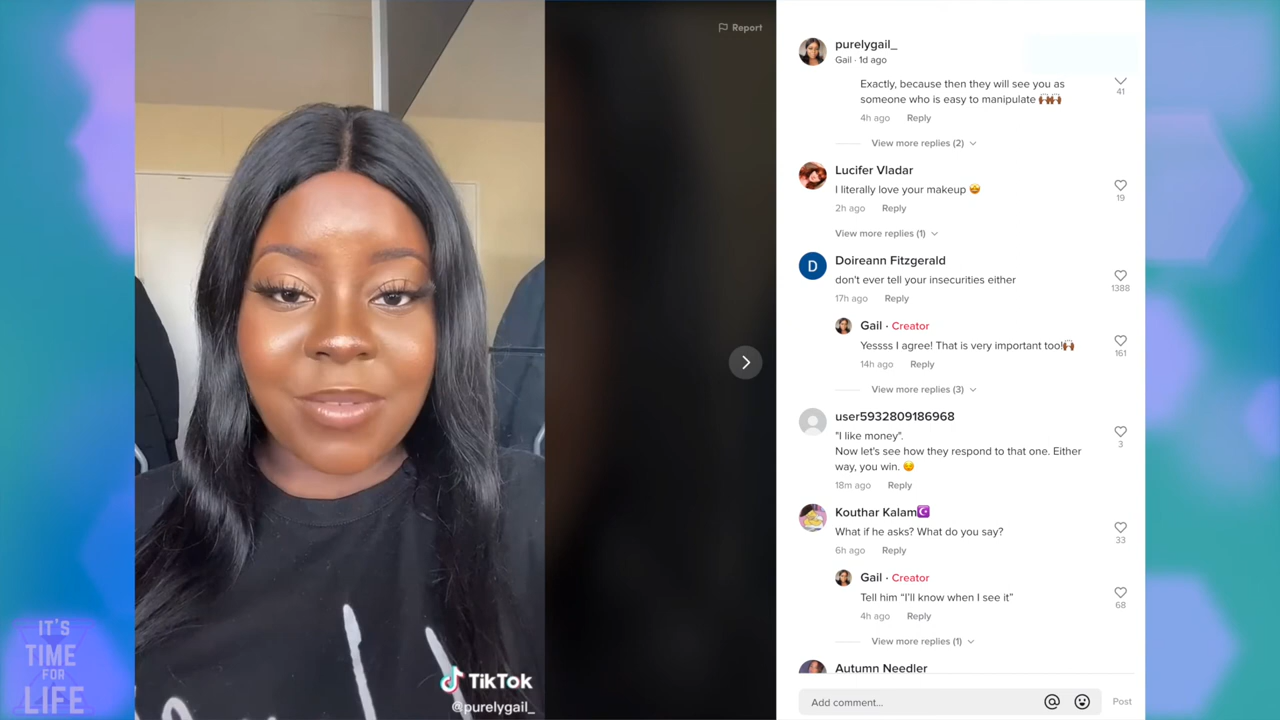 Report
IT'S
TIME
FOR
LIFE
TikTok
@purelygail_
purelygail_
Gail · 1d ago
Exactly, because then they will see you as
someone who is easy to manipulate 🙌🏾🙌🏾
41
4h ago Reply
View more replies (2)
Lucifer Vladar
I literally love your makeup 🤩
19
2h ago Reply
View more replies (1)
D
Doireann Fitzgerald
don't ever tell your insecurities either
1388
17h ago Reply
Gail · Creator
Yessss I agree! That is very important too!🙌🏾
161
14h ago Reply
View more replies (3)
user5932809186968
"I like money".
Now let's see how they respond to that one. Either
way, you win. 😏
3
18m ago Reply
Kouthar Kalam☪️
What if he asks? What do you say?
33
6h ago Reply
Gail · Creator
Tell him “I'll know when I see it”
68
4h ago Reply
View more replies (1)
Autumn Needler
Add comment...
@
Post